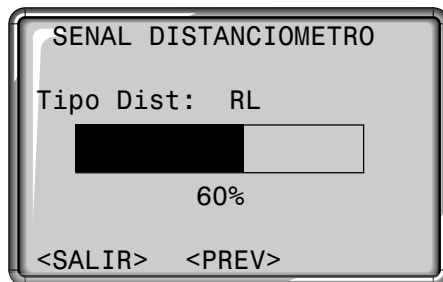 SENAL DISTANCIOMETRO
Tipo Dist: RL
60%
<SALIR> <PREV>